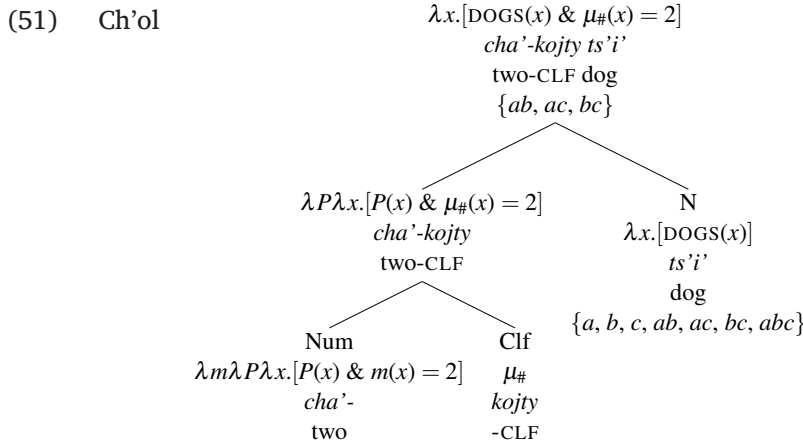 (51) Ch'ol
λx.[DOGS(x) & μ#(x) = 2]
cha'-kojty ts'i'
two-CLF dog
{ab, ac, bc}
λPλx.[P(x) & μ#(x) = 2]
cha'-kojty
two-CLF
N
λx.[DOGS(x)]
ts'i'
dog
{a, b, c, ab, ac, bc, abc}
Num
λmλPλx.[P(x) & m(x) = 2]
cha'-
two
Clf
μ#
kojty
-CLF